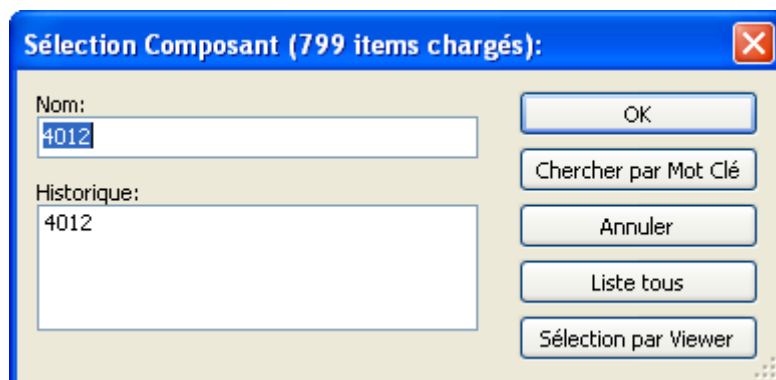 Sélection Composant (799 items chargés):
Nom:
4012
Historique:
4012
OK
Chercher par Mot Clé
Annuler
Liste tous
Sélection par Viewer